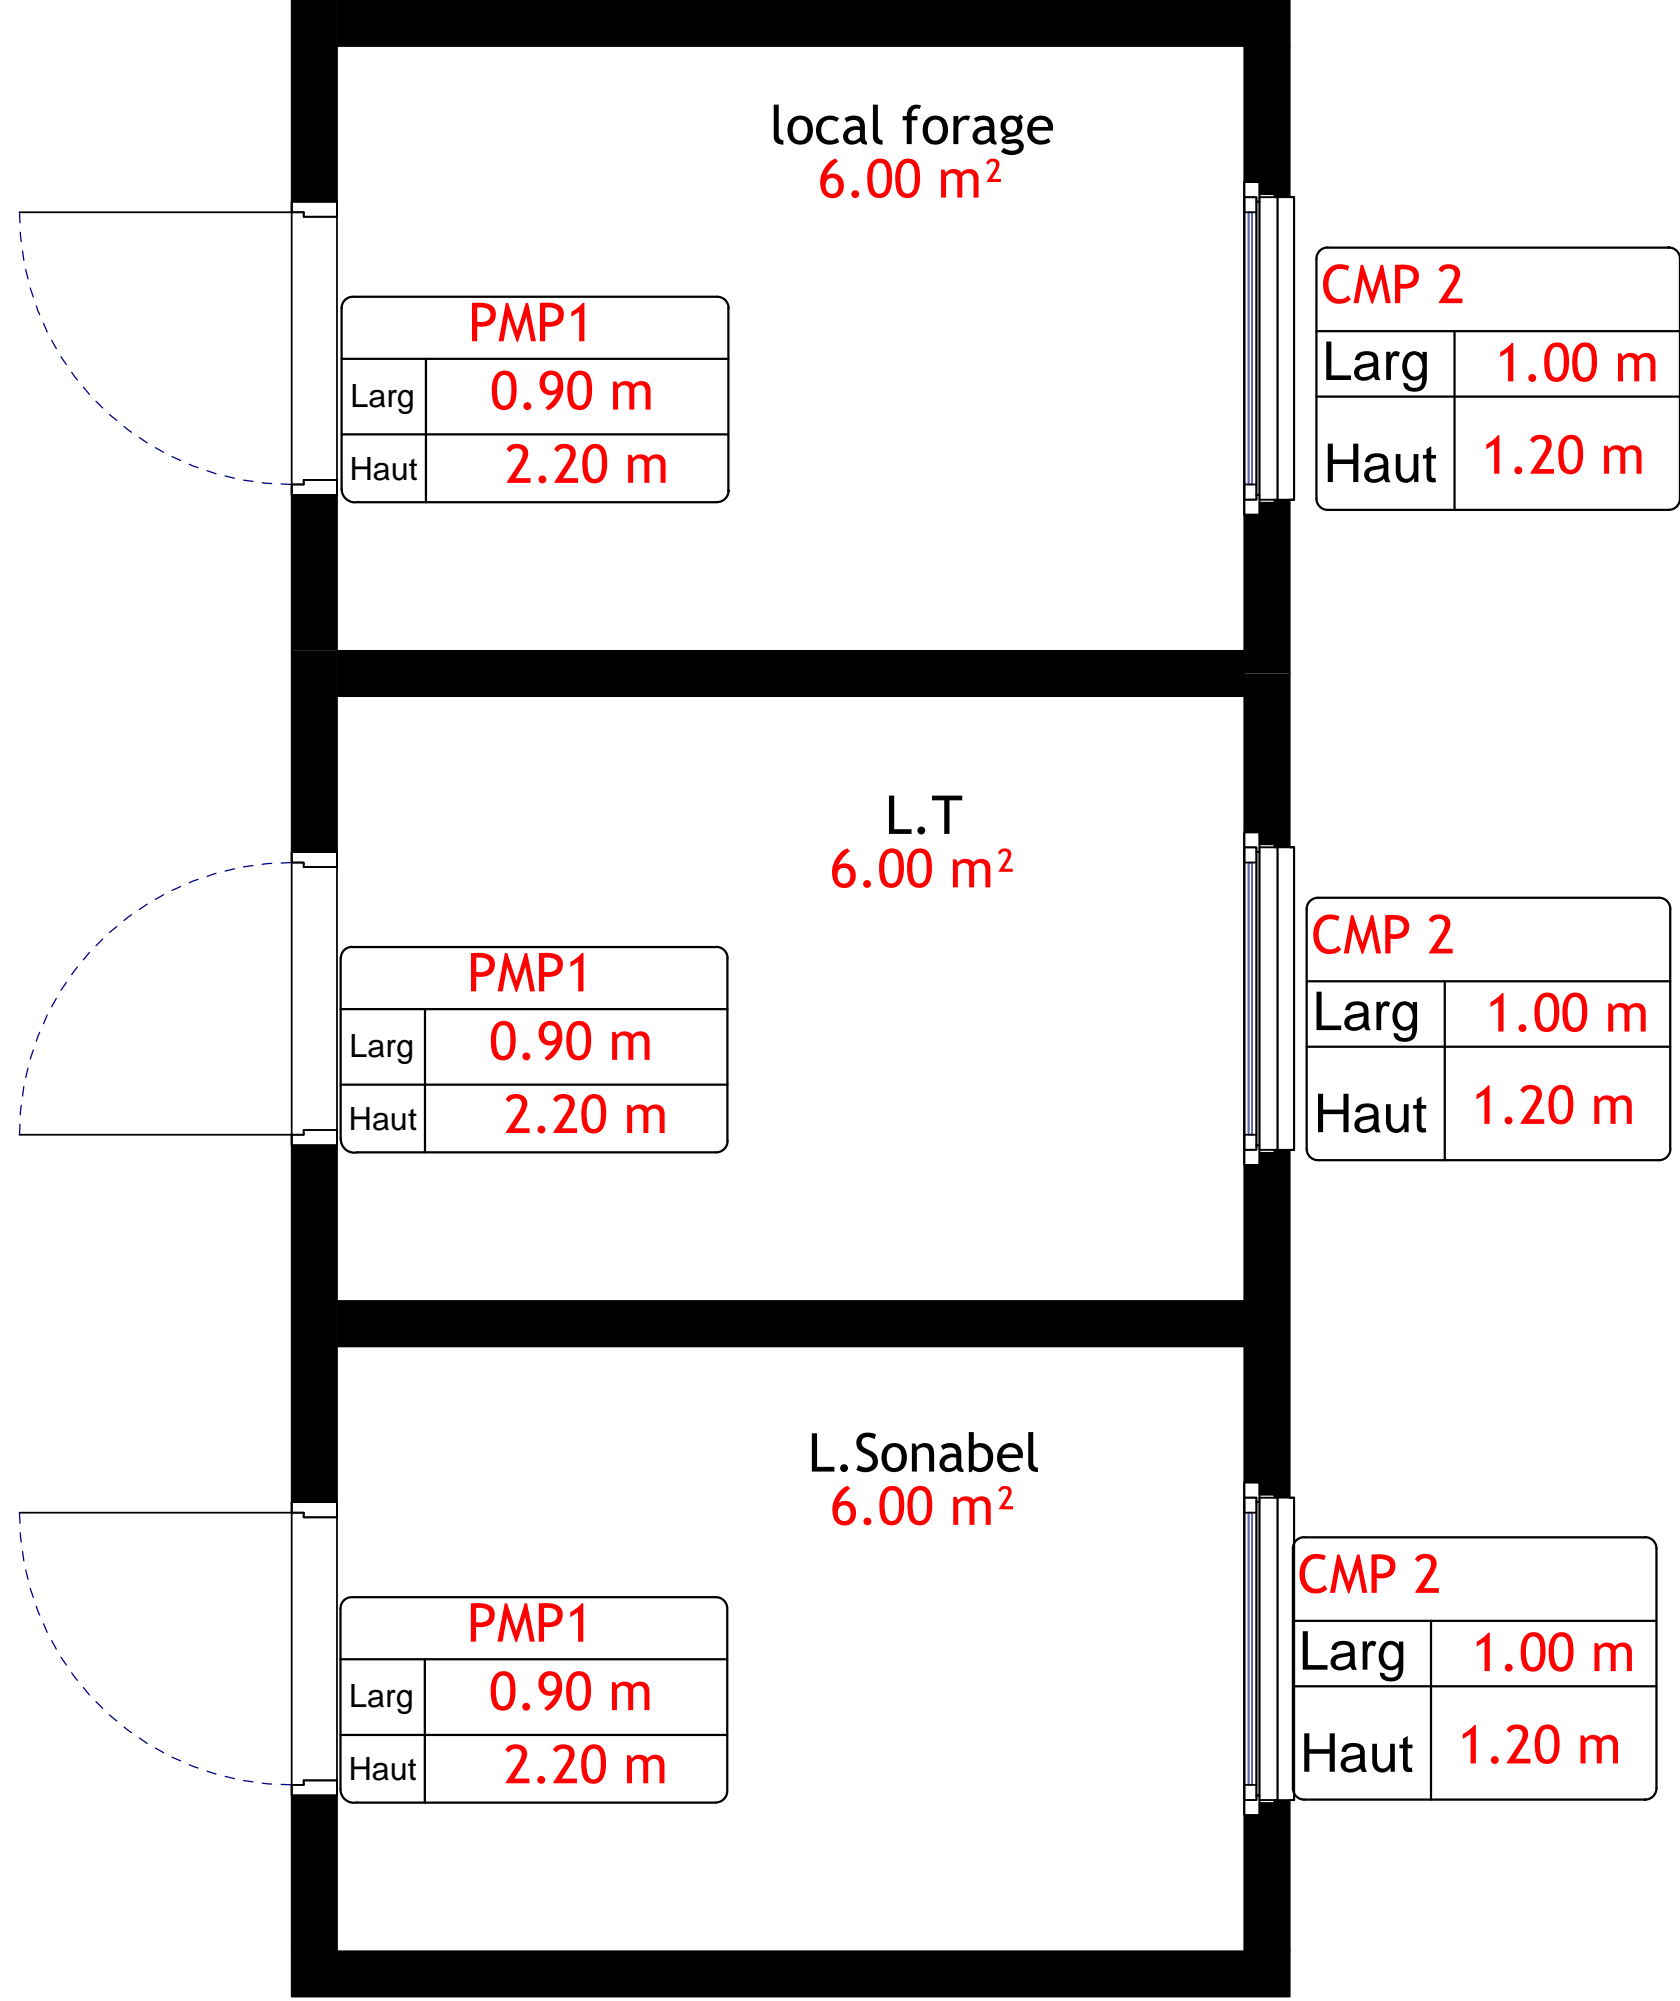 local forage
6.00 m²
PMP1
Larg 0.90 m
Haut 2.20 m
CMP 2
Larg 1.00 m
Haut 1.20 m
L.T
6.00 m²
PMP1
Larg 0.90 m
Haut 2.20 m
CMP 2
Larg 1.00 m
Haut 1.20 m
L.Sonabel
6.00 m²
PMP1
Larg 0.90 m
Haut 2.20 m
CMP 2
Larg 1.00 m
Haut 1.20 m